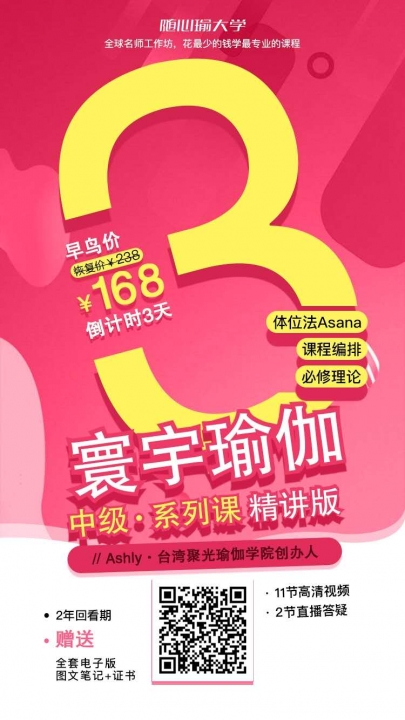 随心瑜大学
全球名师工作坊，花最少的钱学最专业的课程
3
早鸟价
恢复价￥238
￥168
倒计时3天
体位法Asana
课程编排
必修理论
寰宇瑜伽
中级·系列课 精讲版
// Ashly·台湾聚光瑜伽学院创办人
· 2年回看期
· 赠送
全套电子版
图文笔记+证书
· 11节高清视频
· 2节直播答疑